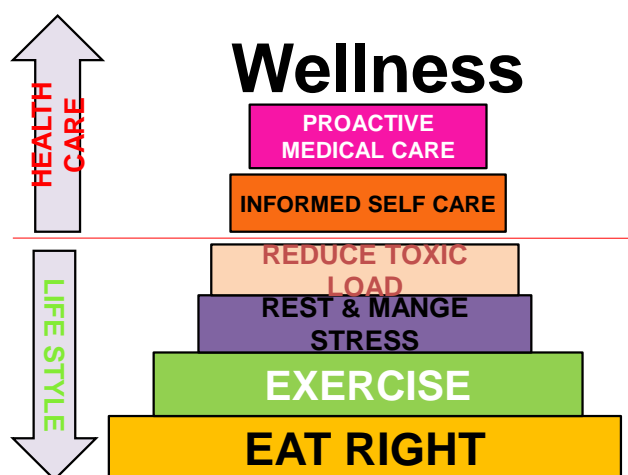 Wellness
HEALTH
CARE
PROACTIVE
MEDICAL CARE
INFORMED SELF CARE
LIFE STYLE
REDUCE TOXIC
LOAD
REST & MANGE
STRESS
EXERCISE
EAT RIGHT